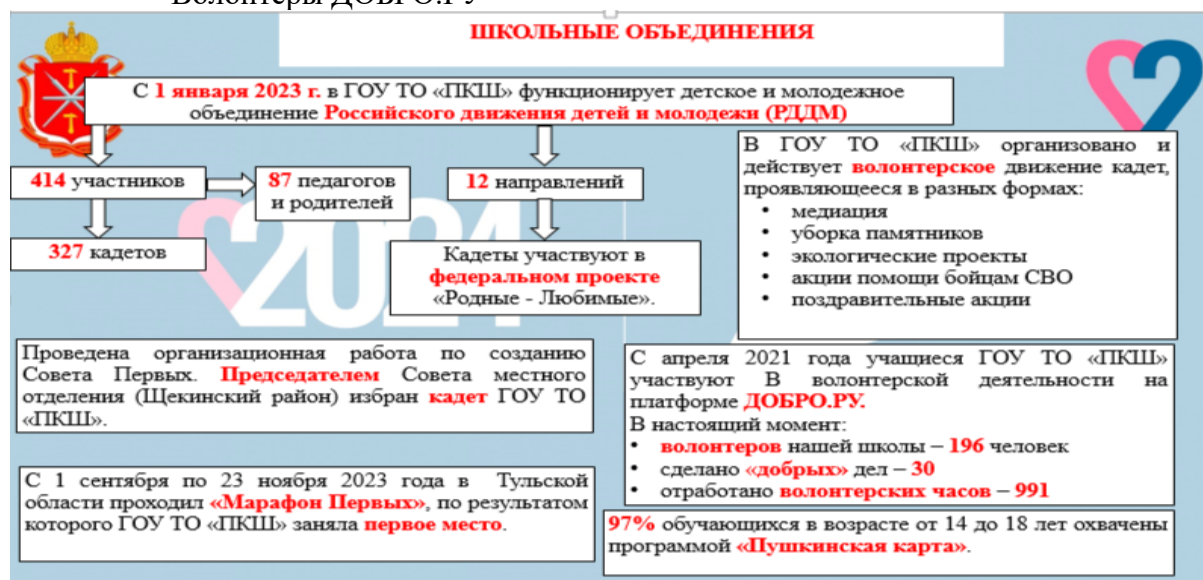 Волонтеры ДОБРО.РУ
ШКОЛЬНЫЕ ОБЪЕДИНЕНИЯ
С 1 января 2023 г. в ГОУ ТО «ПКШ» функционирует детское и молодежное
объединение Российского движения детей и молодежи (РДДМ)
414 участников
87 педагогов
и родителей
12 направлений
327 кадетов
Кадеты участвуют в
федеральном проекте
«Родные - Любимые».
В ГОУ ТО «ПКШ» организовано и
действует волонтерское движение кадет,
проявляющееся в разных формах:
• медиация
• уборка памятников
• экологические проекты
• акции помощи бойцам СВО
• поздравительные акции
2024
Проведена организационная работа по созданию
Совета Первых. Председателем Совета местного
отделения (Щекинский район) избран кадет ГОУ ТО
«ПКШ».
С апреля 2021 года учащиеся ГОУ ТО «ПКШ»
участвуют В волонтерской деятельности на
платформе ДОБРО.РУ.
В настоящий момент:
• волонтеров нашей школы – 196 человек
• сделано «добрых» дел – 30
• отработано волонтерских часов – 991
С 1 сентября по 23 ноября 2023 года в Тульской
области проходил «Марафон Первых», по результатом
которого ГОУ ТО «ПКШ» заняла первое место.
97% обучающихся в возрасте от 14 до 18 лет охвачены
программой «Пушкинская карта».